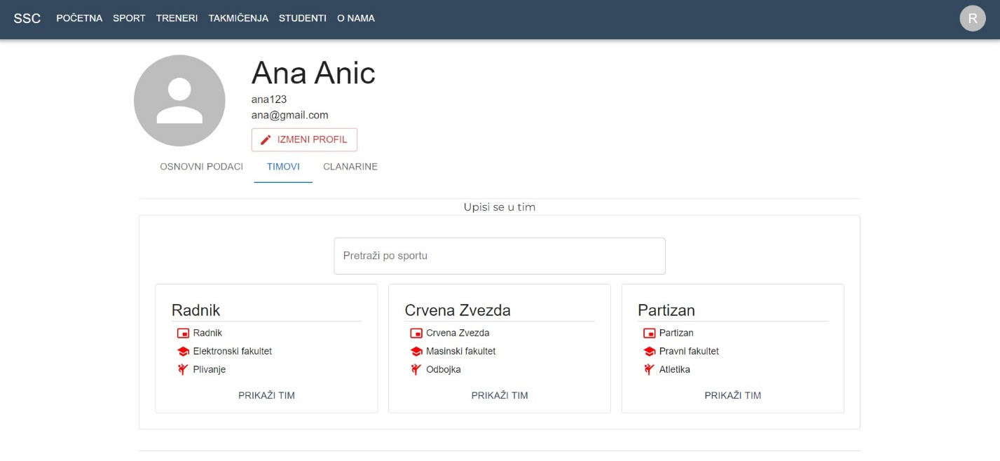 SSC POČETNA SPORT TRENERI TAKMIČENJA STUDENTI O NAMA R
Ana Anic
ana123
ana@gmail.com
IZMENI PROFIL
OSNOVNI PODACI TIMOVI CLANARINE
Upisi se u tim
Pretraži po sportu
Radnik
Radnik
Elektronski fakultet
Plivanje
PRIKAŽI TIM
Crvena Zvezda
Crvena Zvezda
Masinski fakultet
Odbojka
PRIKAŽI TIM
Partizan
Partizan
Pravni fakultet
Atletika
PRIKAŽI TIM